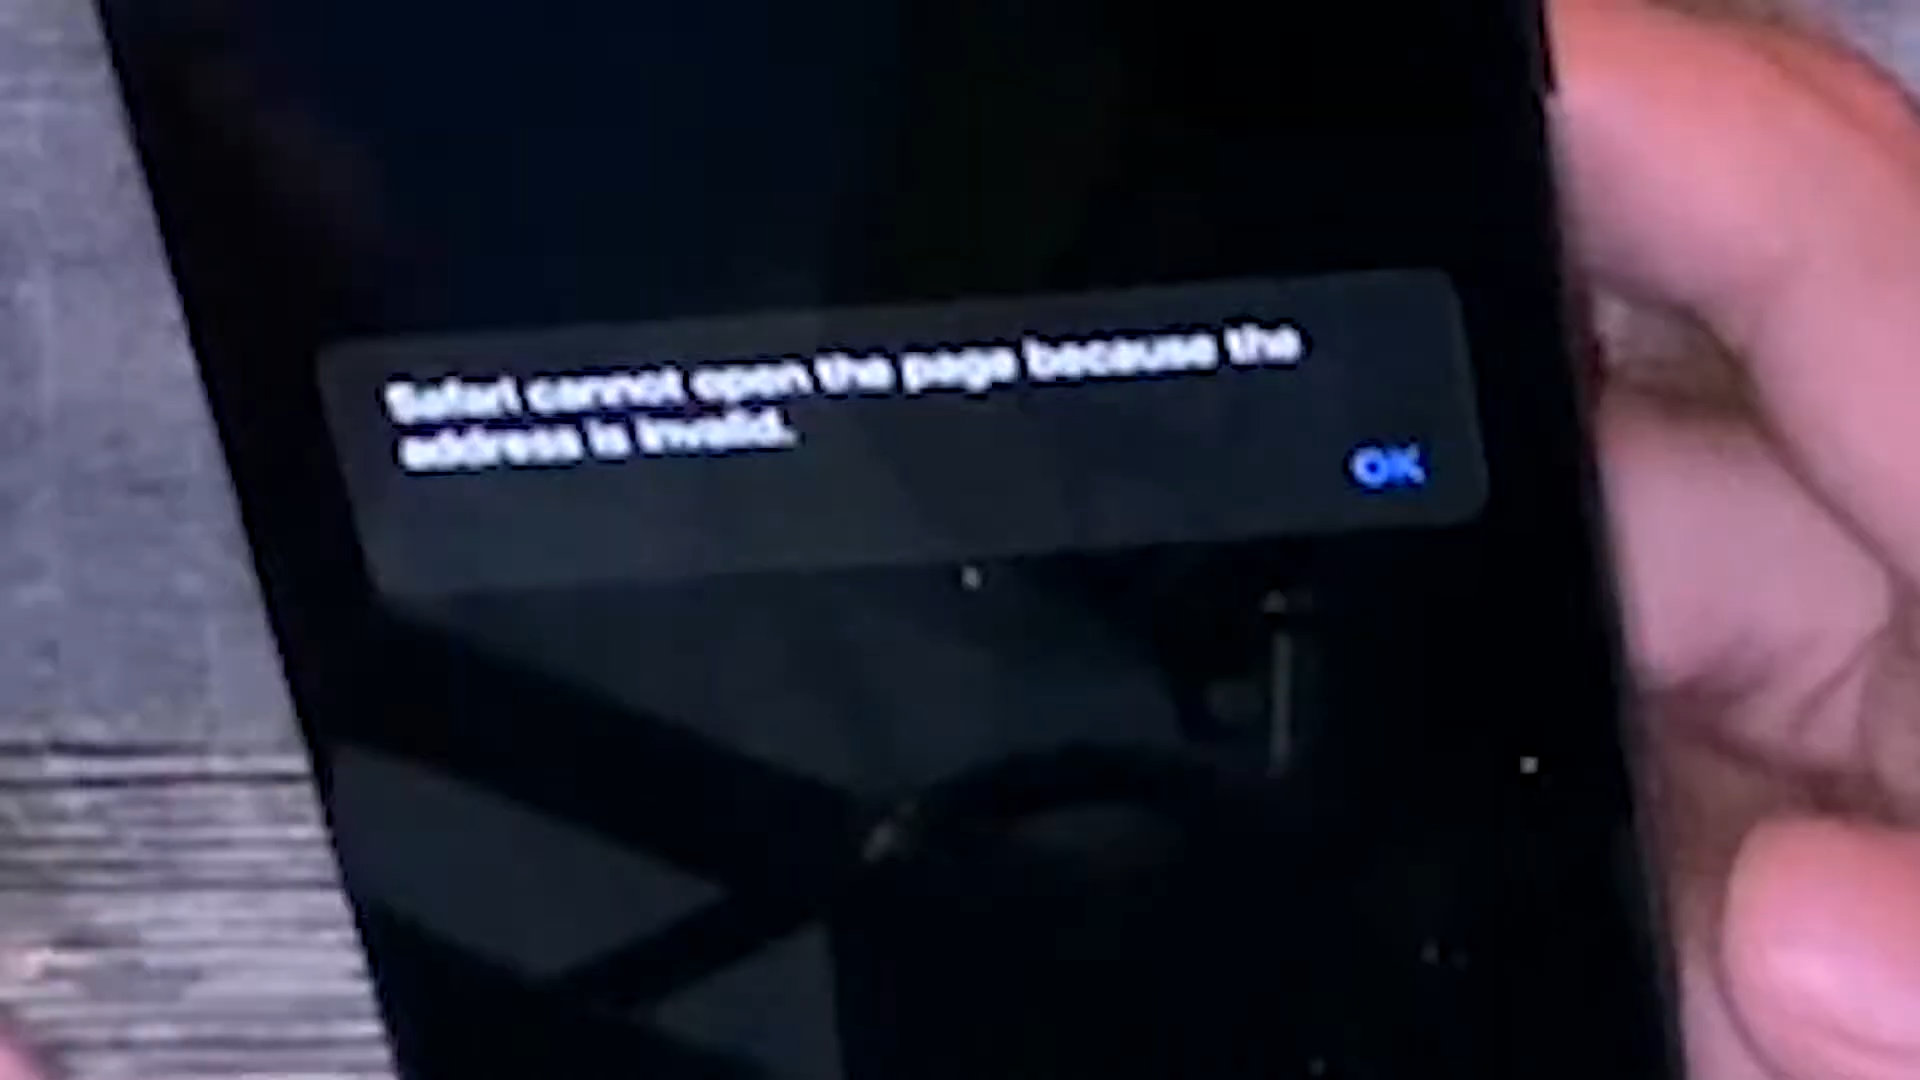 Safari cannot open the page because the
address is invalid.
OK